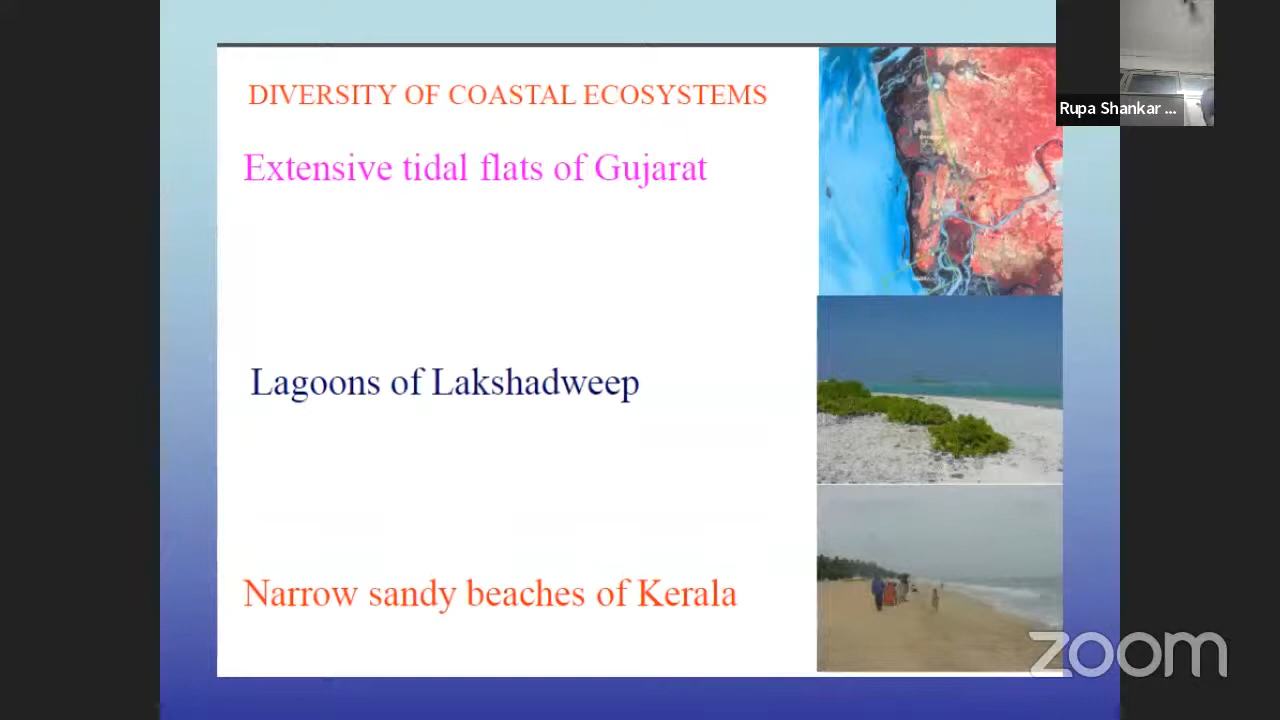 DIVERSITY OF COASTAL ECOSYSTEMS
Rupa Shankar ...
Extensive tidal flats of Gujarat
Lagoons of Lakshadweep
Narrow sandy beaches of Kerala
zoom